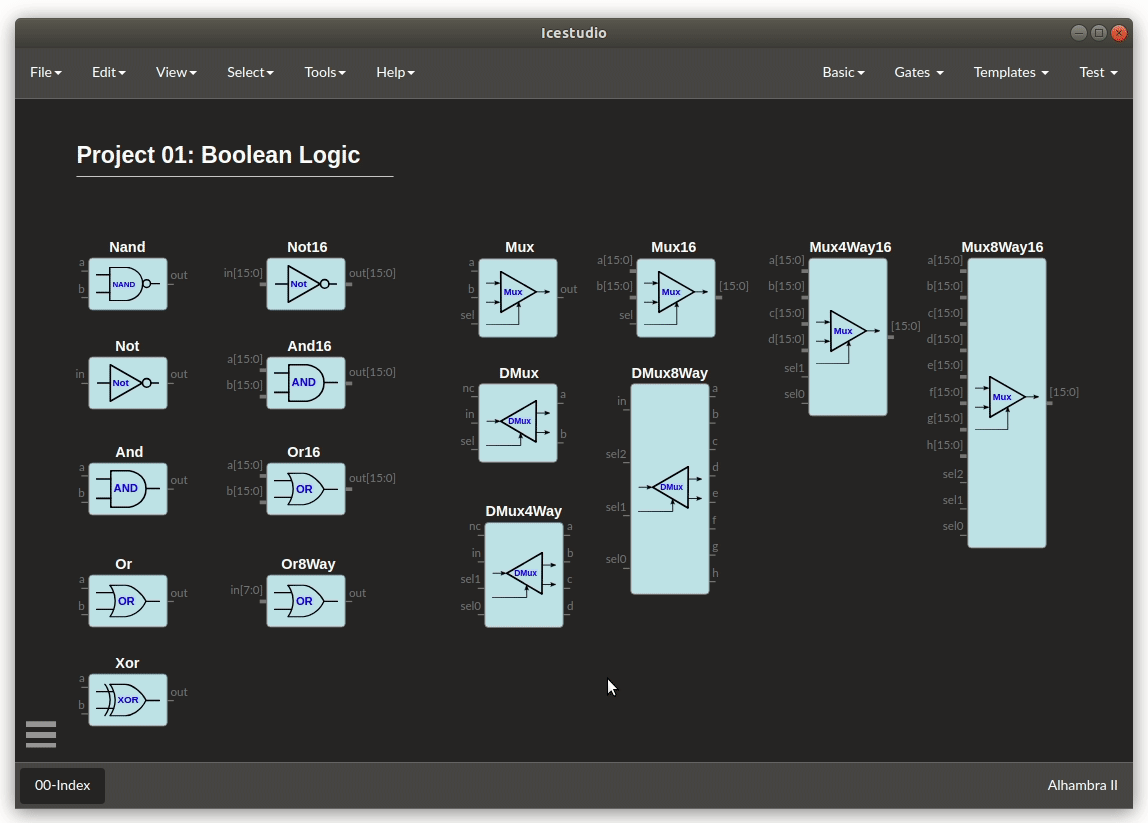 Icestudio
File Edit View Select Tools Help Basic Gates Templates Test
Project 01: Boolean Logic
Nand
a
b
NAND
out
Not16
in[15:0]
Not
out[15:0]
Mux
a
b
sel
Mux
out
Mux16
a[15:0]
b[15:0]
sel
Mux
[15:0]
Mux4Way16
a[15:0]
b[15:0]
c[15:0]
d[15:0]
sel1
sel0
Mux
[15:0]
Mux8Way16
a[15:0]
b[15:0]
c[15:0]
d[15:0]
e[15:0]
f[15:0]
g[15:0]
h[15:0]
sel2
sel1
sel0
Mux
[15:0]
Not
in
Not
out
And16
a[15:0]
b[15:0]
AND
out[15:0]
DMux
nc
in
sel
DMux
a
b
DMux8Way
in
sel2
sel1
sel0
DMux
a
b
c
d
e
f
g
h
And
a
b
AND
out
Or16
a[15:0]
b[15:0]
OR
out[15:0]
DMux4Way
nc
in
sel1
sel0
DMux
a
b
c
d
Or
a
b
OR
out
Or8Way
in[7:0]
OR
out
Xor
a
b
XOR
out
00-Index
Alhambra II